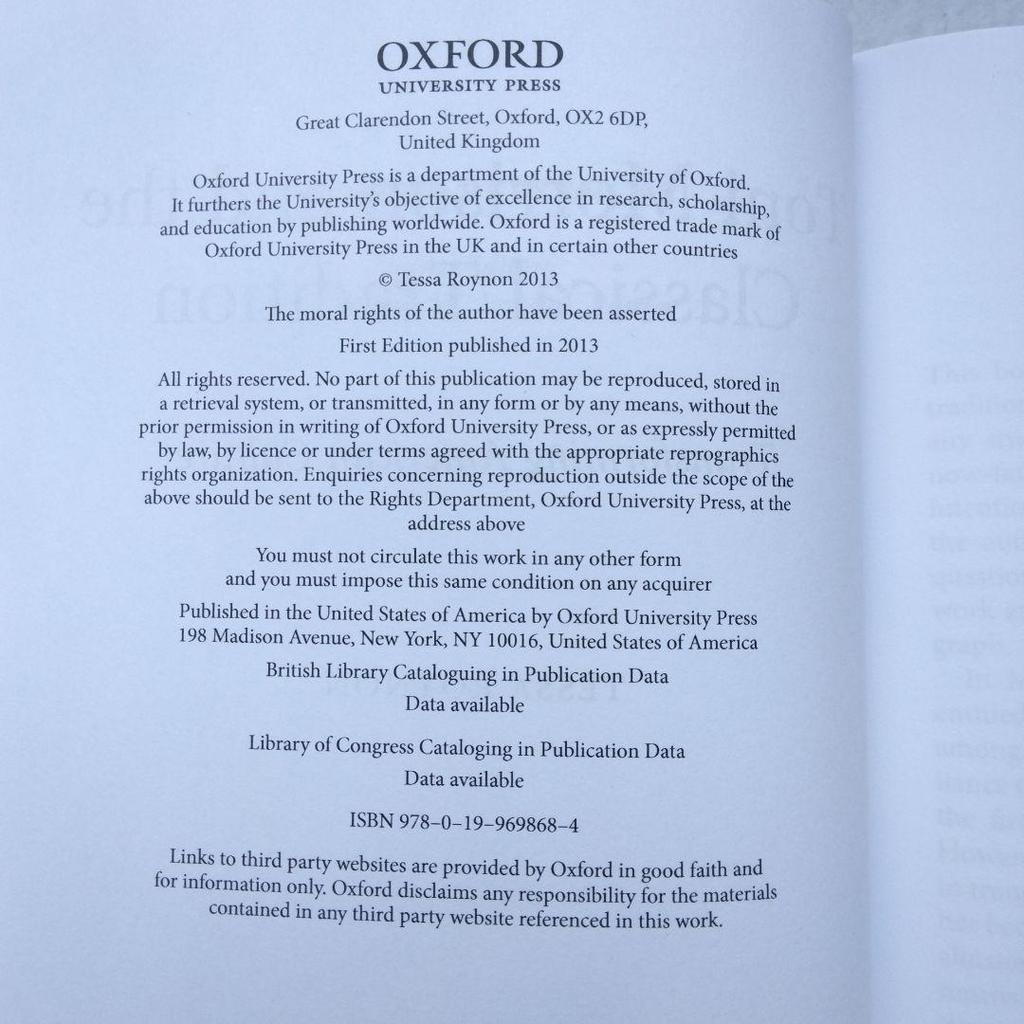 OXFORD
UNIVERSITY PRESS
Great Clarendon Street, Oxford, OX2 6DP,
United Kingdom
Oxford University Press is a department of the University of Oxford.
It furthers the University's objective of excellence in research, scholarship,
and education by publishing worldwide. Oxford is a registered trade mark of
Oxford University Press in the UK and in certain other countries
© Tessa Roynon 2013
The moral rights of the author have been asserted
First Edition published in 2013
All rights reserved. No part of this publication may be reproduced, stored in
a retrieval system, or transmitted, in any form or by any means, without the
prior permission in writing of Oxford University Press, or as expressly permitted
by law, by licence or under terms agreed with the appropriate reprographics
rights organization. Enquiries concerning reproduction outside the scope of the
above should be sent to the Rights Department, Oxford University Press, at the
address above
You must not circulate this work in any other form
and you must impose this same condition on any acquirer
Published in the United States of America by Oxford University Press
198 Madison Avenue, New York, NY 10016, United States of America
British Library Cataloguing in Publication Data
Data available
Library of Congress Cataloging in Publication Data
Data available
ISBN 978–0–19–969868–4
Links to third party websites are provided by Oxford in good faith and
for information only. Oxford disclaims any responsibility for the materials
contained in any third party website referenced in this work.